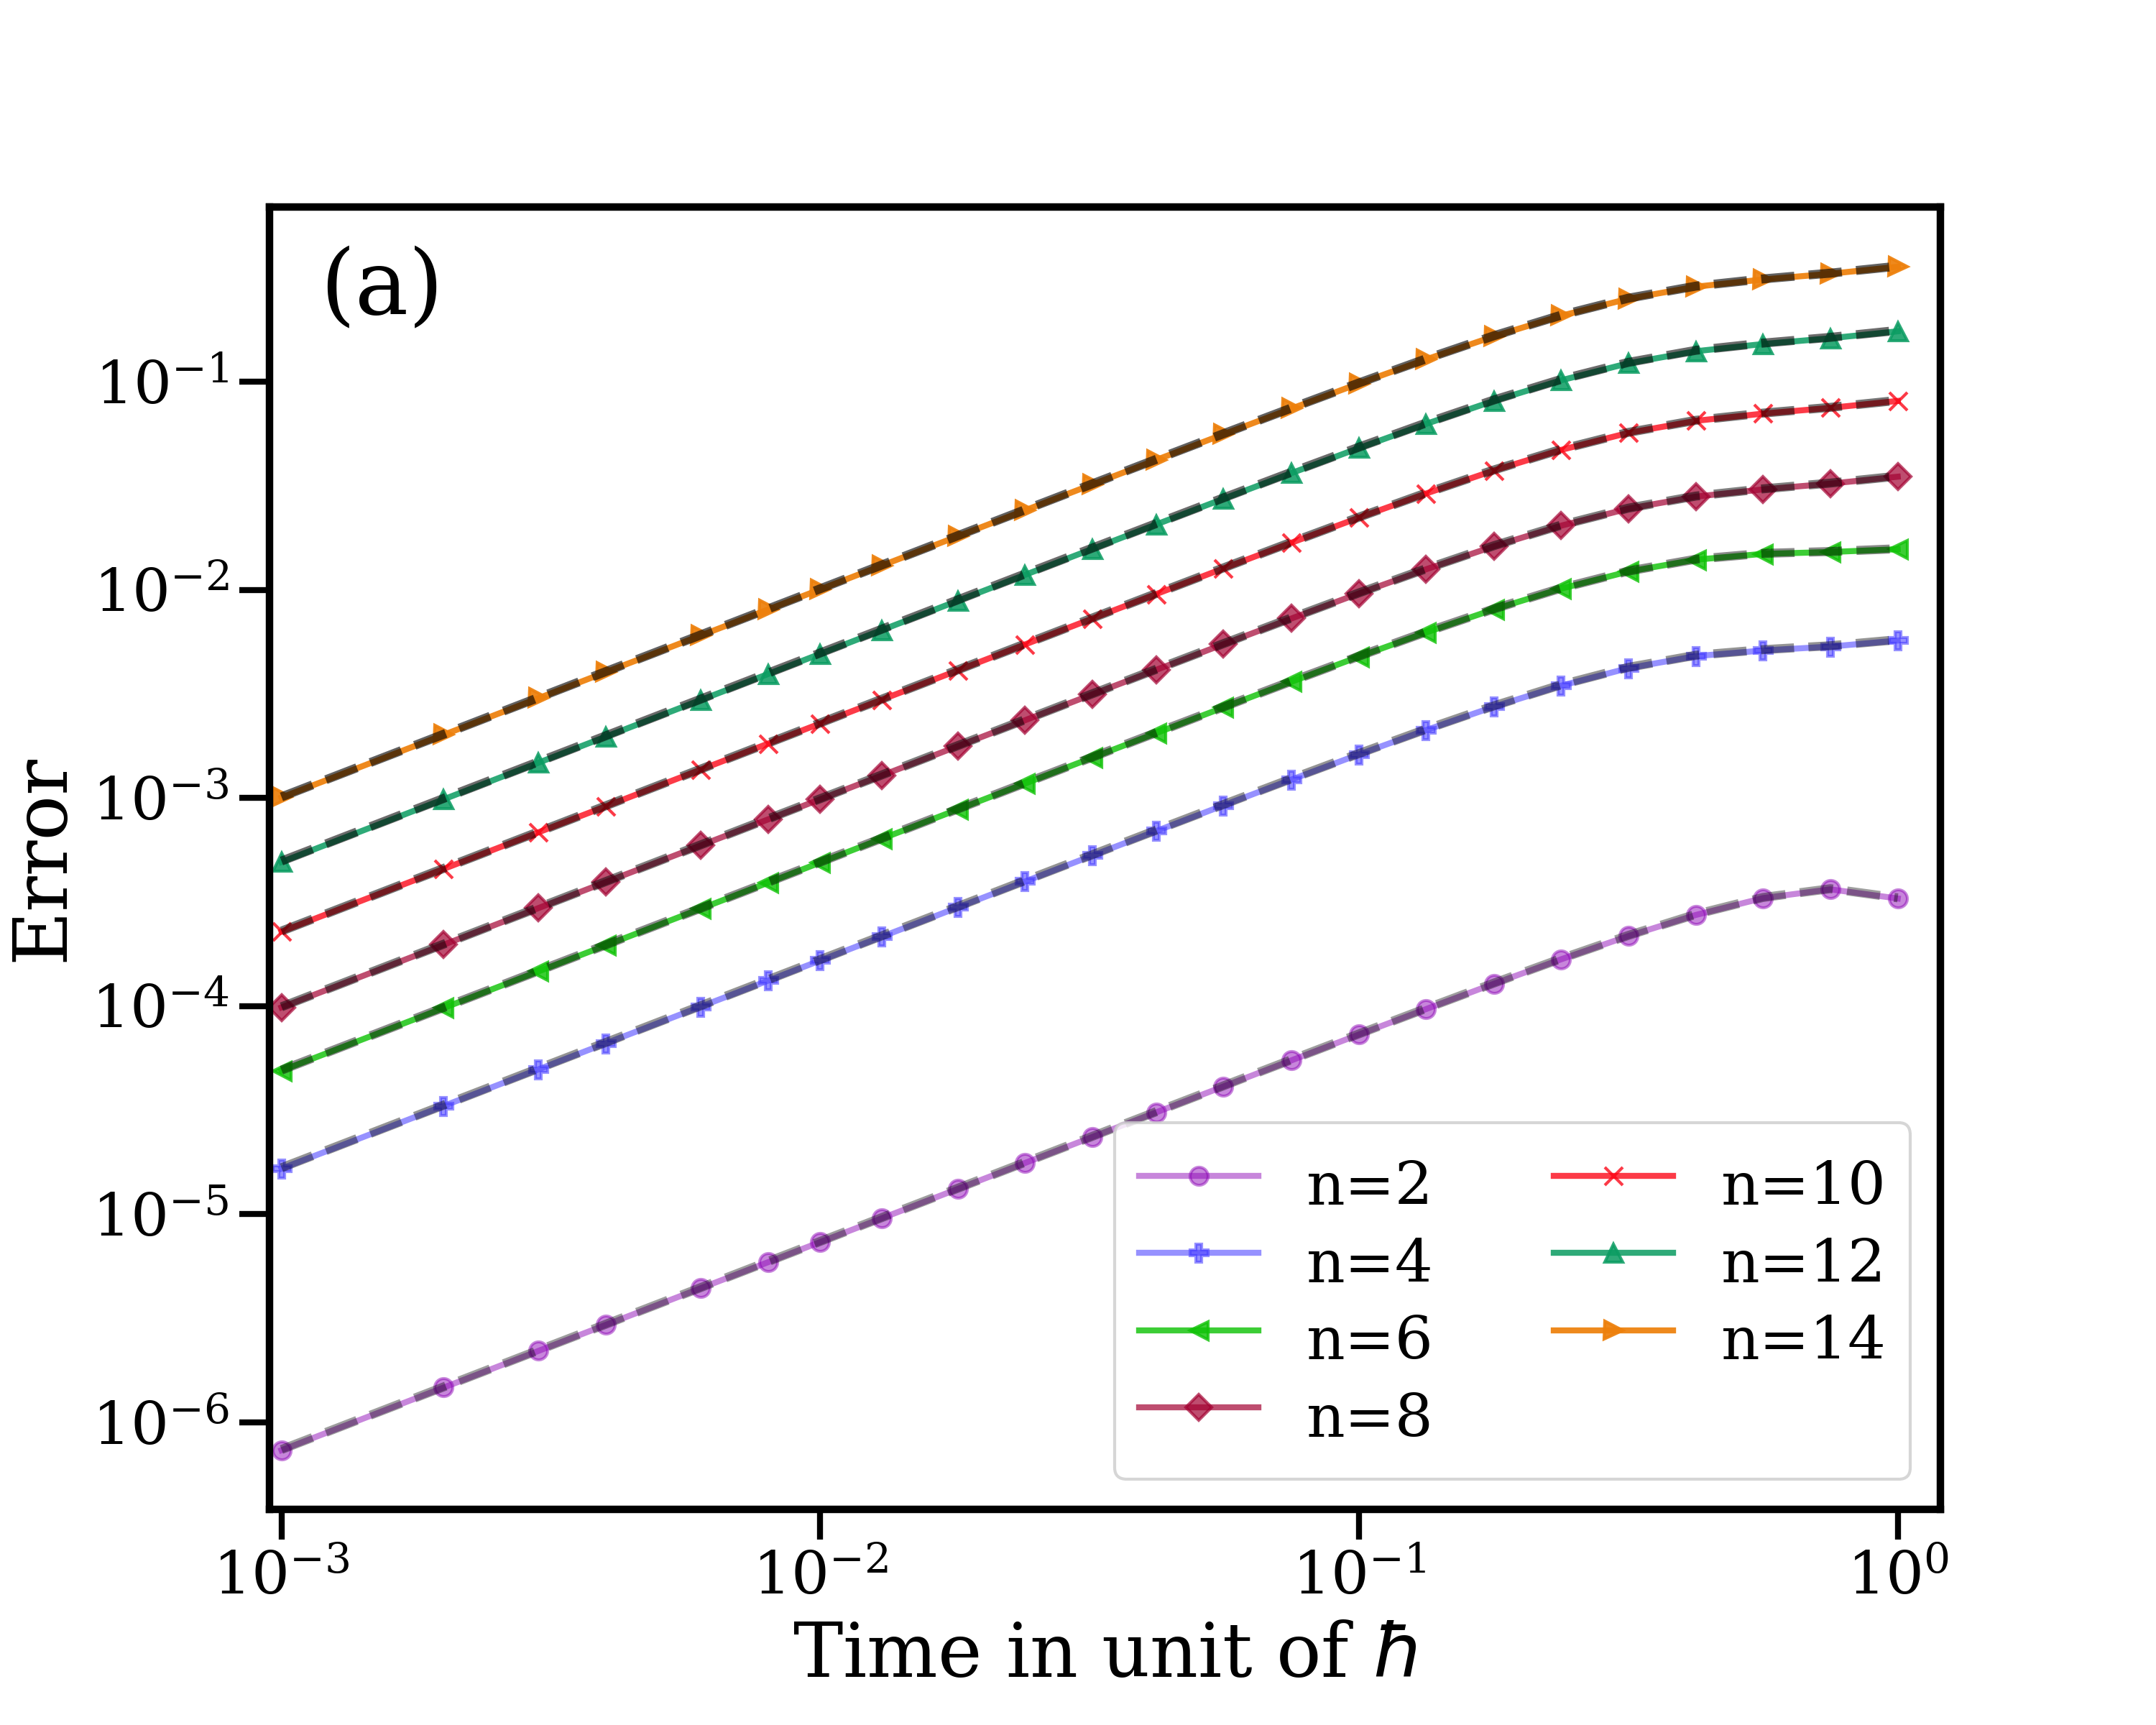 (a)
Error
10⁻¹
10⁻²
10⁻³
10⁻⁴
10⁻⁵
10⁻⁶
n=2
n=4
n=6
n=8
n=10
n=12
n=14
10⁻³ 10⁻² 10⁻¹ 10⁰
Time in unit of ħ